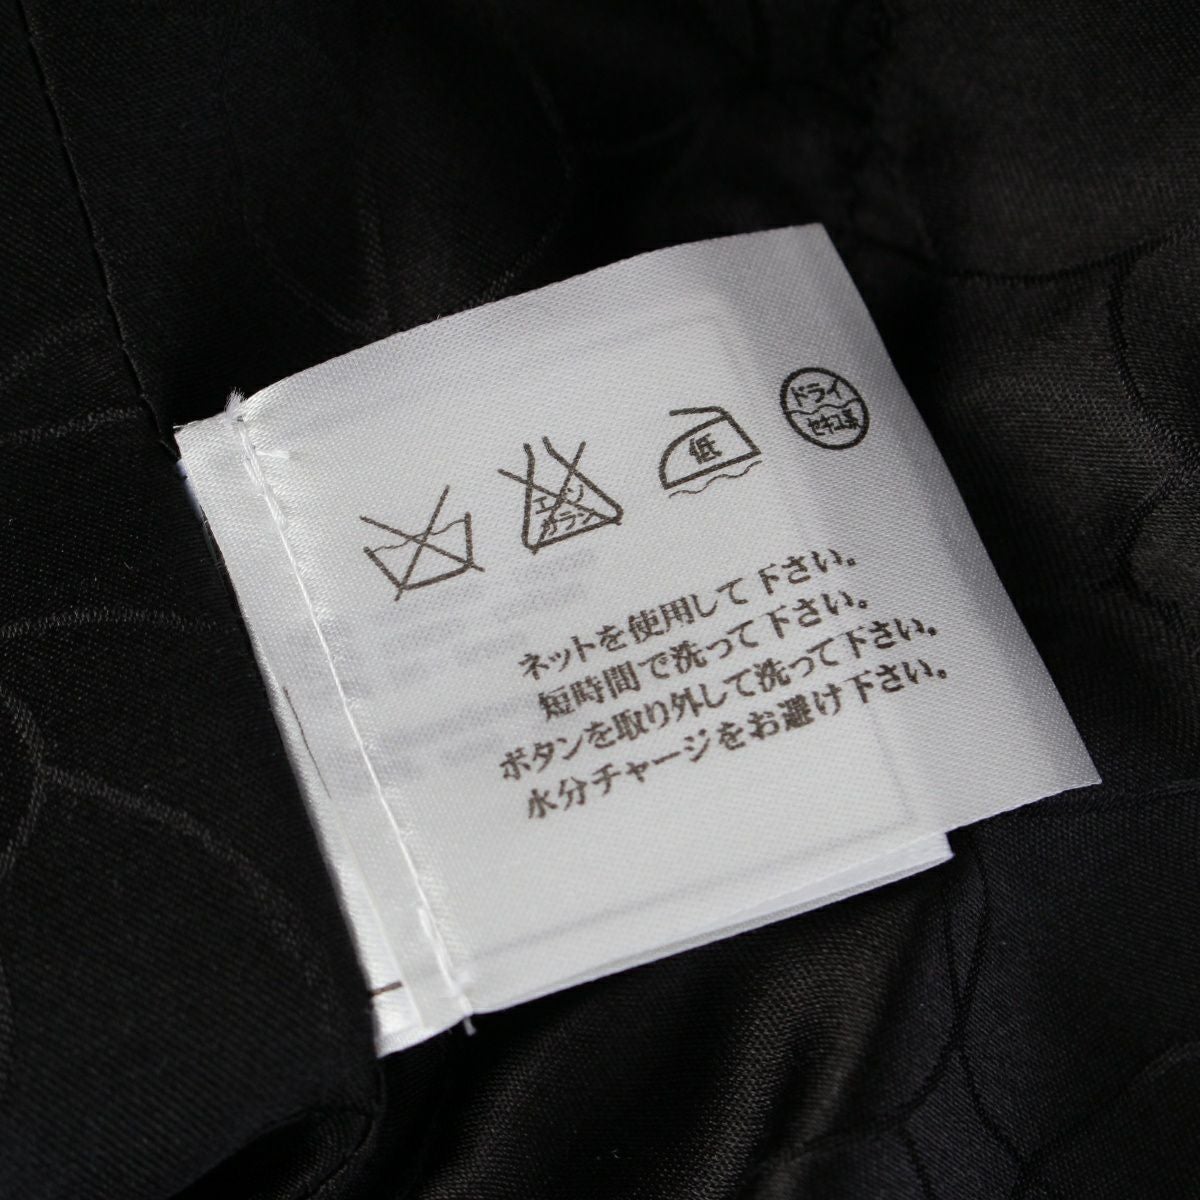 エンソ
サラシ
低
ドライ
セキユ系
ネットを使用して下さい。
短時間で洗って下さい。
ボタンを取り外して洗って下さい。
水分チャージをお避け下さい。